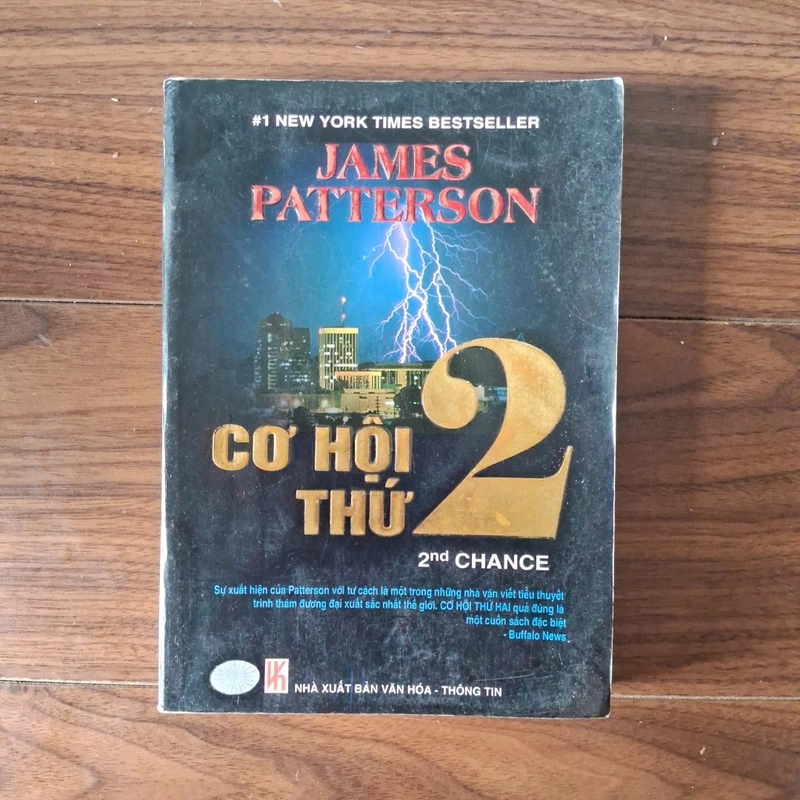 #1 NEW YORK TIMES BESTSELLER
JAMES
PATTERSON
CƠ HỘI
THỨ 2
2nd CHANCE
Sự xuất hiện của Patterson với tư cách là một trong những nhà văn viết tiểu thuyết
trinh thám đương đại xuất sắc nhất thế giới. CƠ HỘI THỨ HAI quả đúng là
một cuốn sách đặc biệt
- Buffalo News
NHÀ XUẤT BẢN VĂN HÓA - THÔNG TIN